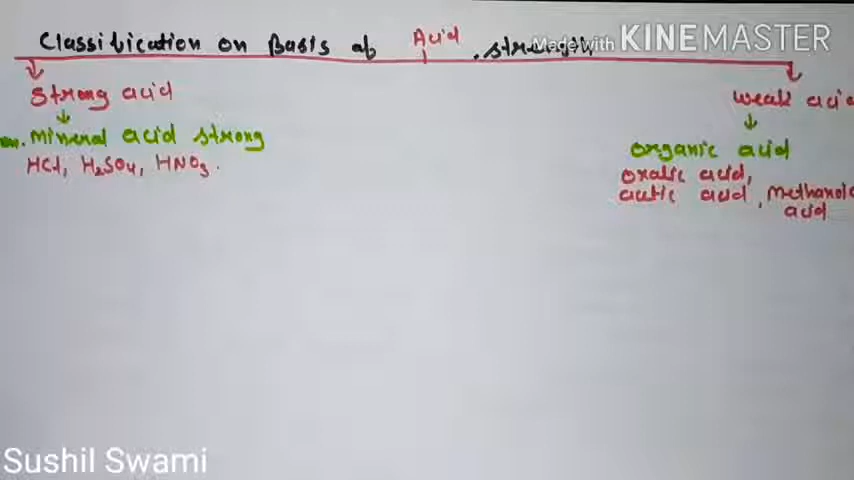 Classification on Basis of Acid strength
Made with KINEMASTER
Strong acid
weak acid
Mineral acid strong
organic acid
HCl, H₂SO₄, HNO₃.
oxalic acid,
acetic acid, Methanoic
acid
Sushil Swami